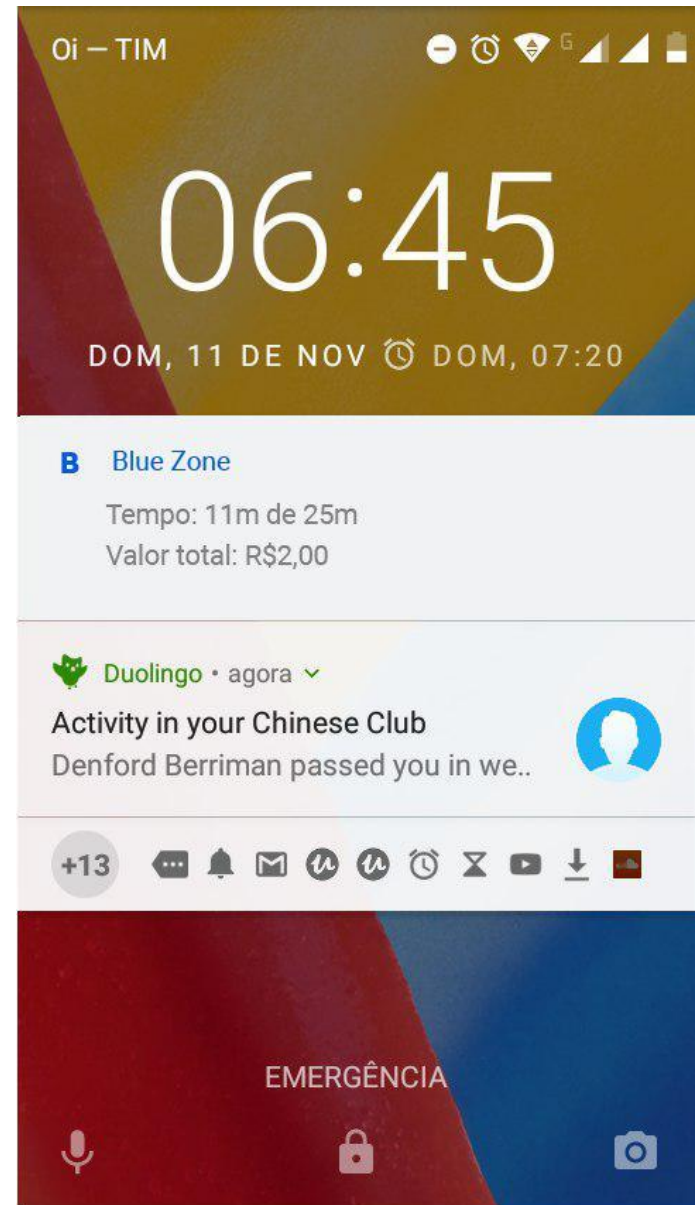 Oi — TIM
G
06:45
DOM, 11 DE NOV DOM, 07:20
B Blue Zone
Tempo: 11m de 25m
Valor total: R$2,00
Duolingo • agora
Activity in your Chinese Club
Denford Berriman passed you in we..
+13
EMERGÊNCIA